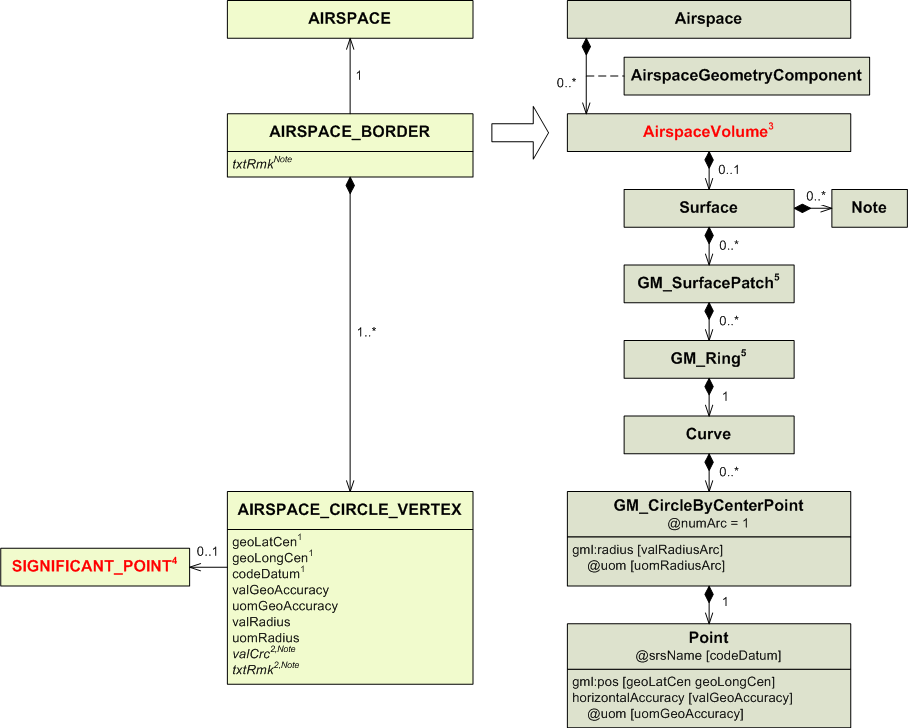 AIRSPACE
1
AIRSPACE_BORDER
txtRmkNote
1..*
AIRSPACE_CIRCLE_VERTEX
geoLatCen1
geoLongCen1
codeDatum1
valGeoAccuracy
uomGeoAccuracy
valRadius
uomRadius
valCrc2,Note
txtRmk2,Note
0..1
SIGNIFICANT_POINT4
Airspace
AirspaceGeometryComponent
0..*
AirspaceVolume3
0..1
Surface
0..*
Note
0..*
GM_SurfacePatch5
0..*
GM_Ring5
1
Curve
0..*
GM_CircleByCenterPoint
@numArc = 1
gml:radius [valRadiusArc]
@uom [uomRadiusArc]
1
Point
@srsName [codeDatum]
gml:pos [geoLatCen geoLongCen]
horizontalAccuracy [valGeoAccuracy]
@uom [uomGeoAccuracy]